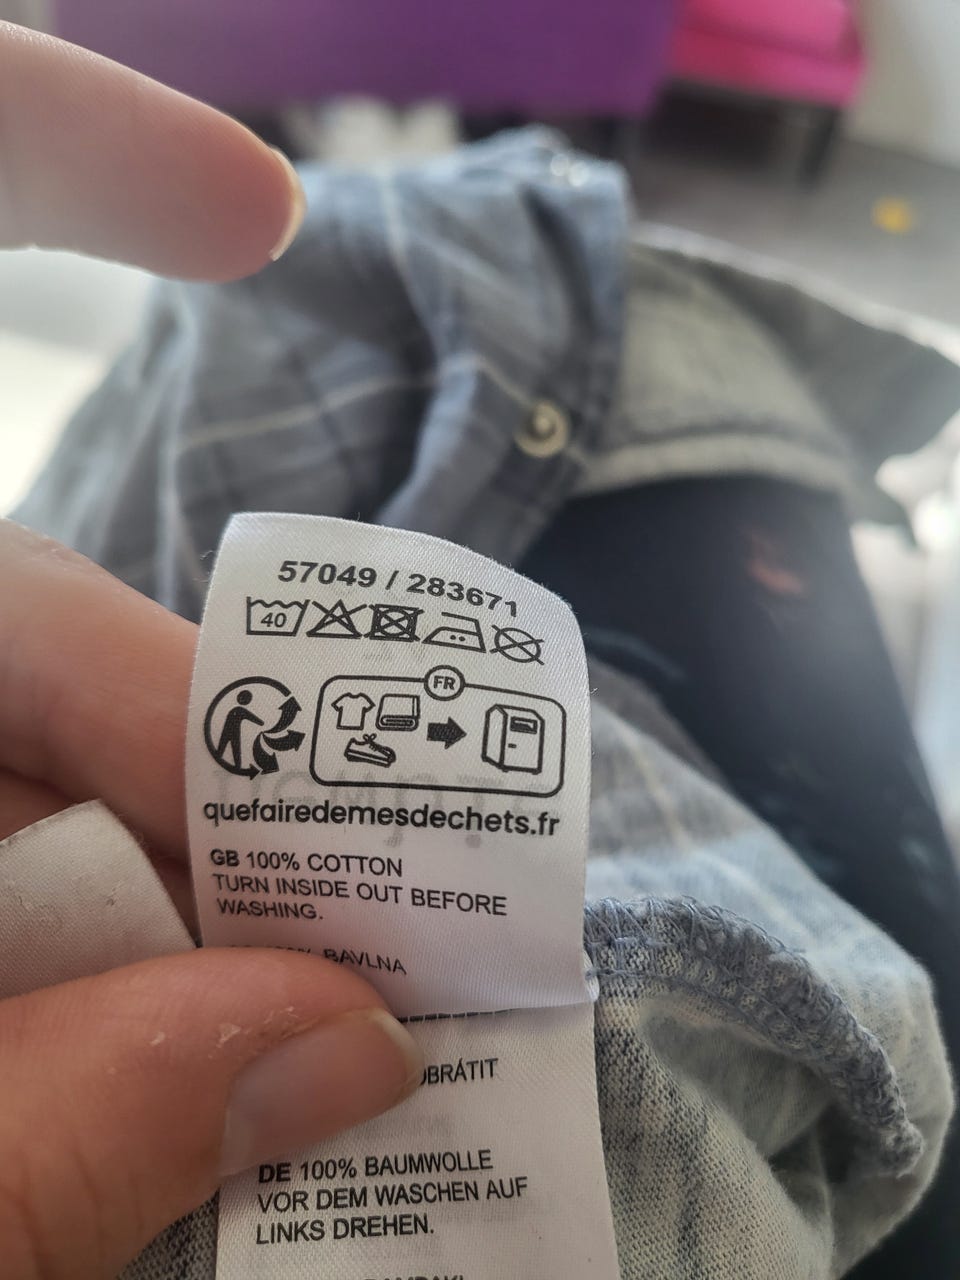 57049 / 283671
40
FR
quefairedemesdechets.fr
GB 100% COTTON
TURN INSIDE OUT BEFORE
WASHING.
BAVLNA
DE 100% BAUMWOLLE
VOR DEM WASCHEN AUF
LINKS DREHEN.